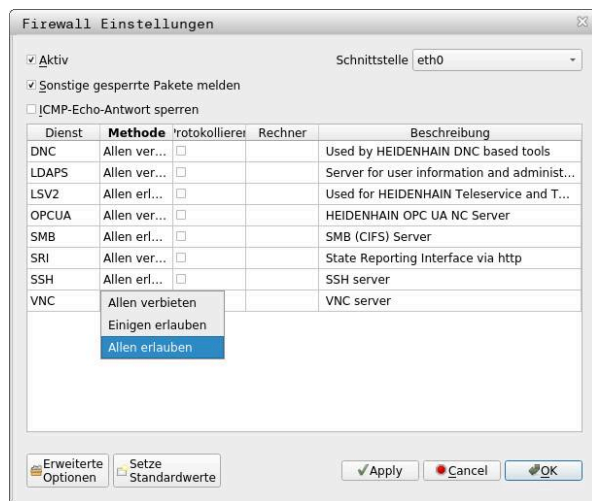 Firewall Einstellungen
Aktiv
Schnittstelle eth0
Sonstige gesperrte Pakete melden
ICMP-Echo-Antwort sperren
Dienst Methode Protokollieren Rechner Beschreibung
DNC Allen ver... Used by HEIDENHAIN DNC based tools
LDAPS Allen ver... Server for user information and administ...
LSV2 Allen erl... Used for HEIDENHAIN Teleservice and T...
OPCUA Allen ver... HEIDENHAIN OPC UA NC Server
SMB Allen erl... SMB (CIFS) Server
SRI Allen ver... State Reporting Interface via http
SSH Allen erl... SSH server
VNC VNC server
Allen verbieten
Einigen erlauben
Allen erlauben
Erweiterte Optionen
Setze Standardwerte
Apply
Cancel
OK